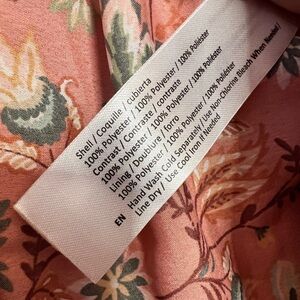 Shell / Coquille / cubierta
100% Polyester / 100% Polyester / 100% Poliéster
Contrast / Contraste / contraste
100% Polyester / 100% Polyester / 100% Poliéster
Lining / Doublure / forro
100% Polyester / 100% Polyester / 100% Poliéster
EN
Hand Wash Cold Separately / Use Non-Chlorine Bleach When Needed /
Line Dry / Use Cool Iron if Needed